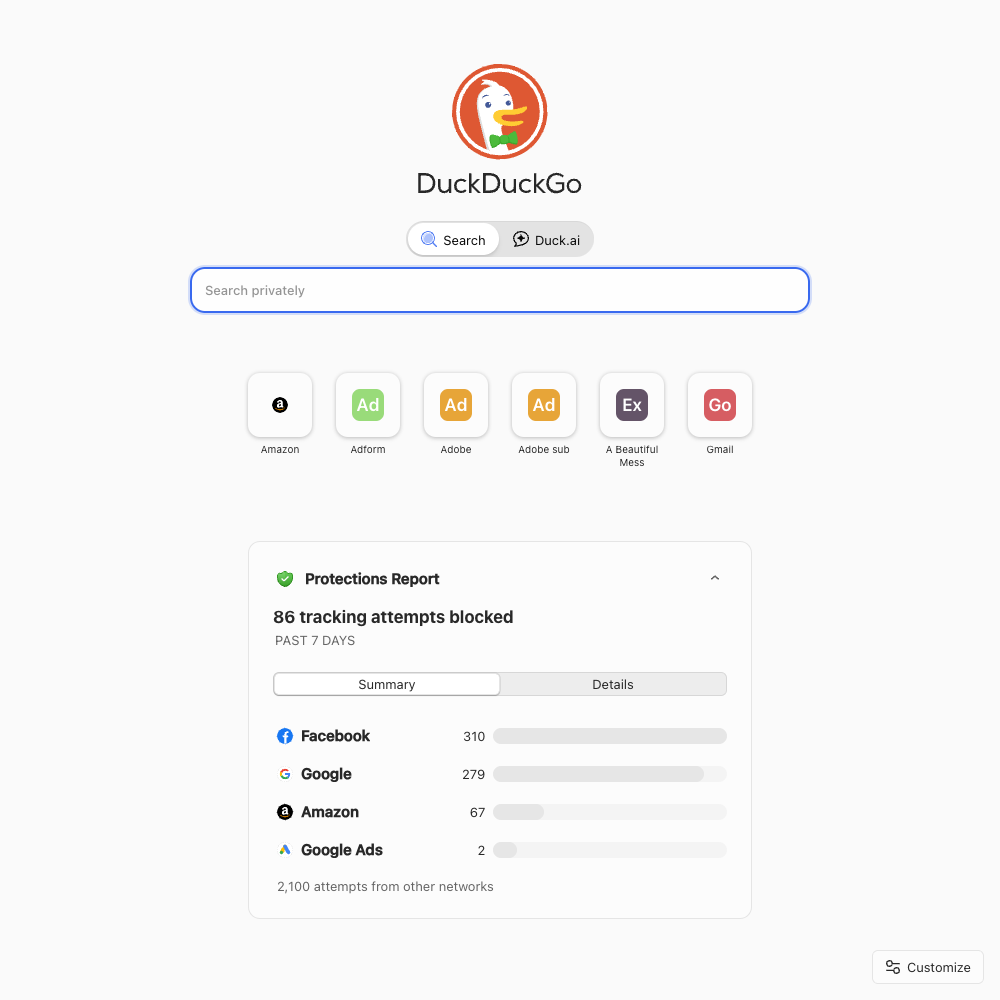 DuckDuckGo
Search
Duck.ai
Search privately
a
Ad
Ad
Ad
Ex
Go
Amazon
Adform
Adobe
Adobe sub
A Beautiful
Mess
Gmail
Protections Report
86 tracking attempts blocked
PAST 7 DAYS
Summary
Details
Facebook
310
Google
279
a
Amazon
67
Google Ads
2
2,100 attempts from other networks
Customize